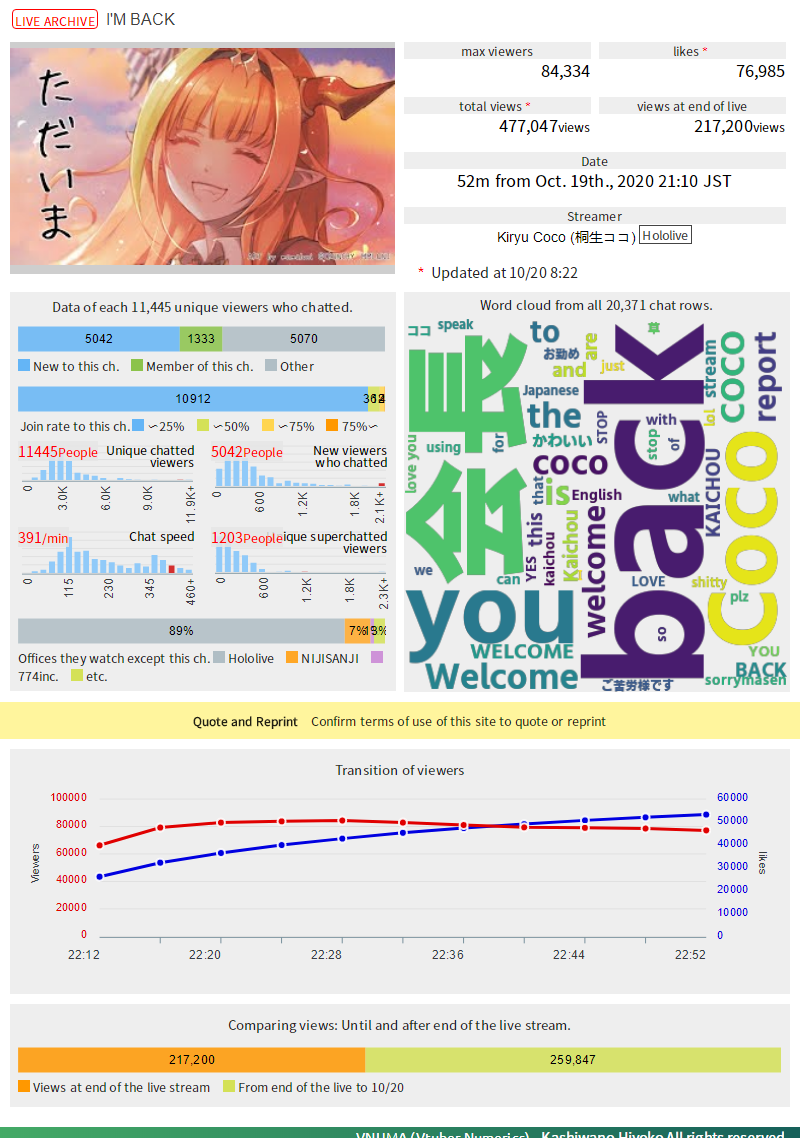 LIVE ARCHIVE I'M BACK
ただいま
max viewers
84,334
likes *
76,985
total views *
477,047views
views at end of live
217,200views
Date
52m from Oct. 19th., 2020 21:10 JST
Streamer
Kiryu Coco (桐生ココ) Hololive
* Updated at 10/20 8:22
Data of each 11,445 unique viewers who chatted.
5042 1333 5070
New to this ch. Member of this ch. Other
10912
Join rate to this ch. ∽25% ∽50% ∽75% 75%∽
11445People Unique chatted
viewers
0 3.0K 6.0K 9.0K 11.9K+
5042People New viewers
who chatted
0 600 1.2K 1.8K 2.1K+
391/min Chat speed
0 115 230 345 460+
1203People ique superchatted
viewers
0 600 1.2K 1.8K 2.3K+
89% 7% 3%
Offices they watch except this ch. Hololive NIJISANJI
774inc. etc.
Word cloud from all 20,371 chat rows.
ココ speak to お勤め and are just 草 stream coco report
会長 Japanese the STOP back with lol
love you using for かわいい stop of
coco that is English what KAICHOU coco
this Kaichou welcome
we can YES kaichou LOVE shitty plz
you so
WELCOME YOU
Welcome BACK
ご苦労様です sorrymasen
Quote and Reprint Confirm terms of use of this site to quote or reprint
Transition of viewers
100000 80000 60000 40000 20000 0
Viewers
60000 50000 40000 30000 20000 10000 0
likes
22:12 22:20 22:28 22:36 22:44 22:52
Comparing views: Until and after end of the live stream.
217,200 259,847
Views at end of the live stream From end of the live to 10/20
VNUMA (Vtuber Numerics) Kashiwano Hiyoko All rights reserved